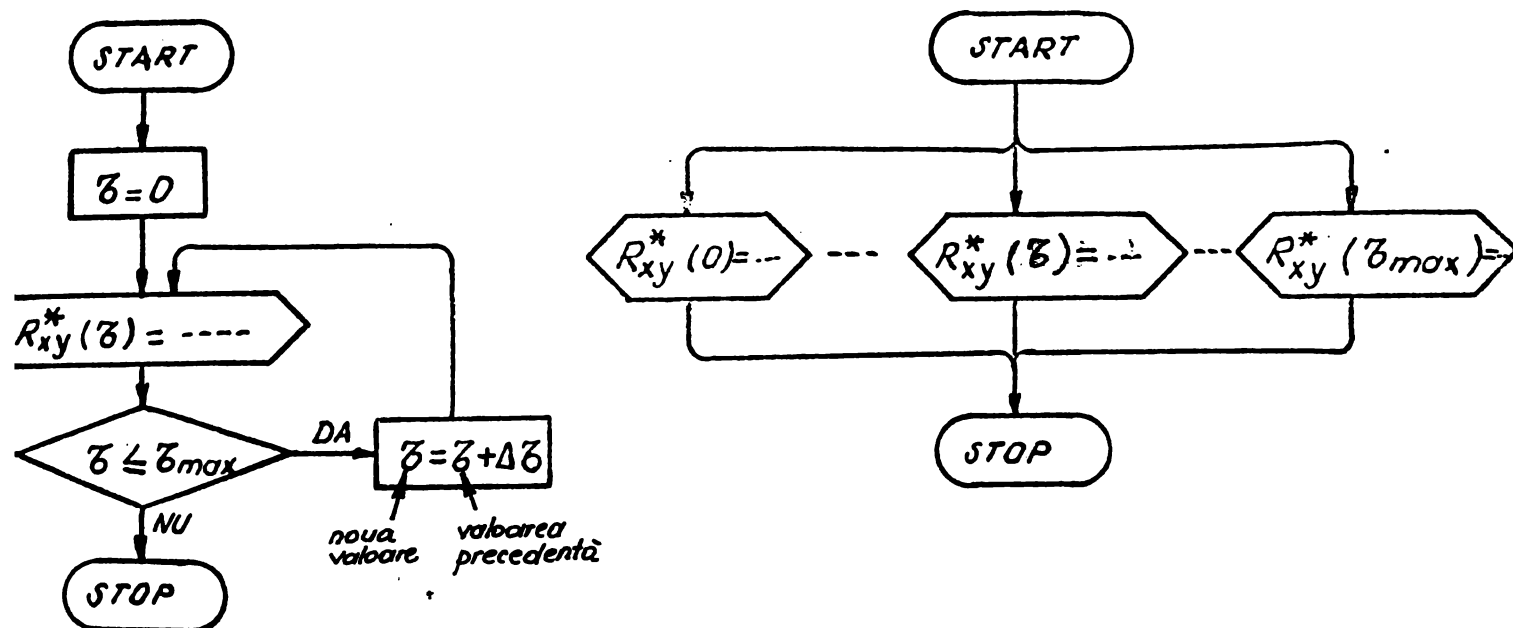 START
τ = 0
R*xy (τ) = ----
τ ≤ τmax
DA
τ = τ + Δτ
noua valoare
valoarea precedentă
NU
STOP
START
R*xy (0) = ---
----
R*xy (τ) = ---
----
R*xy (τmax) = --
STOP